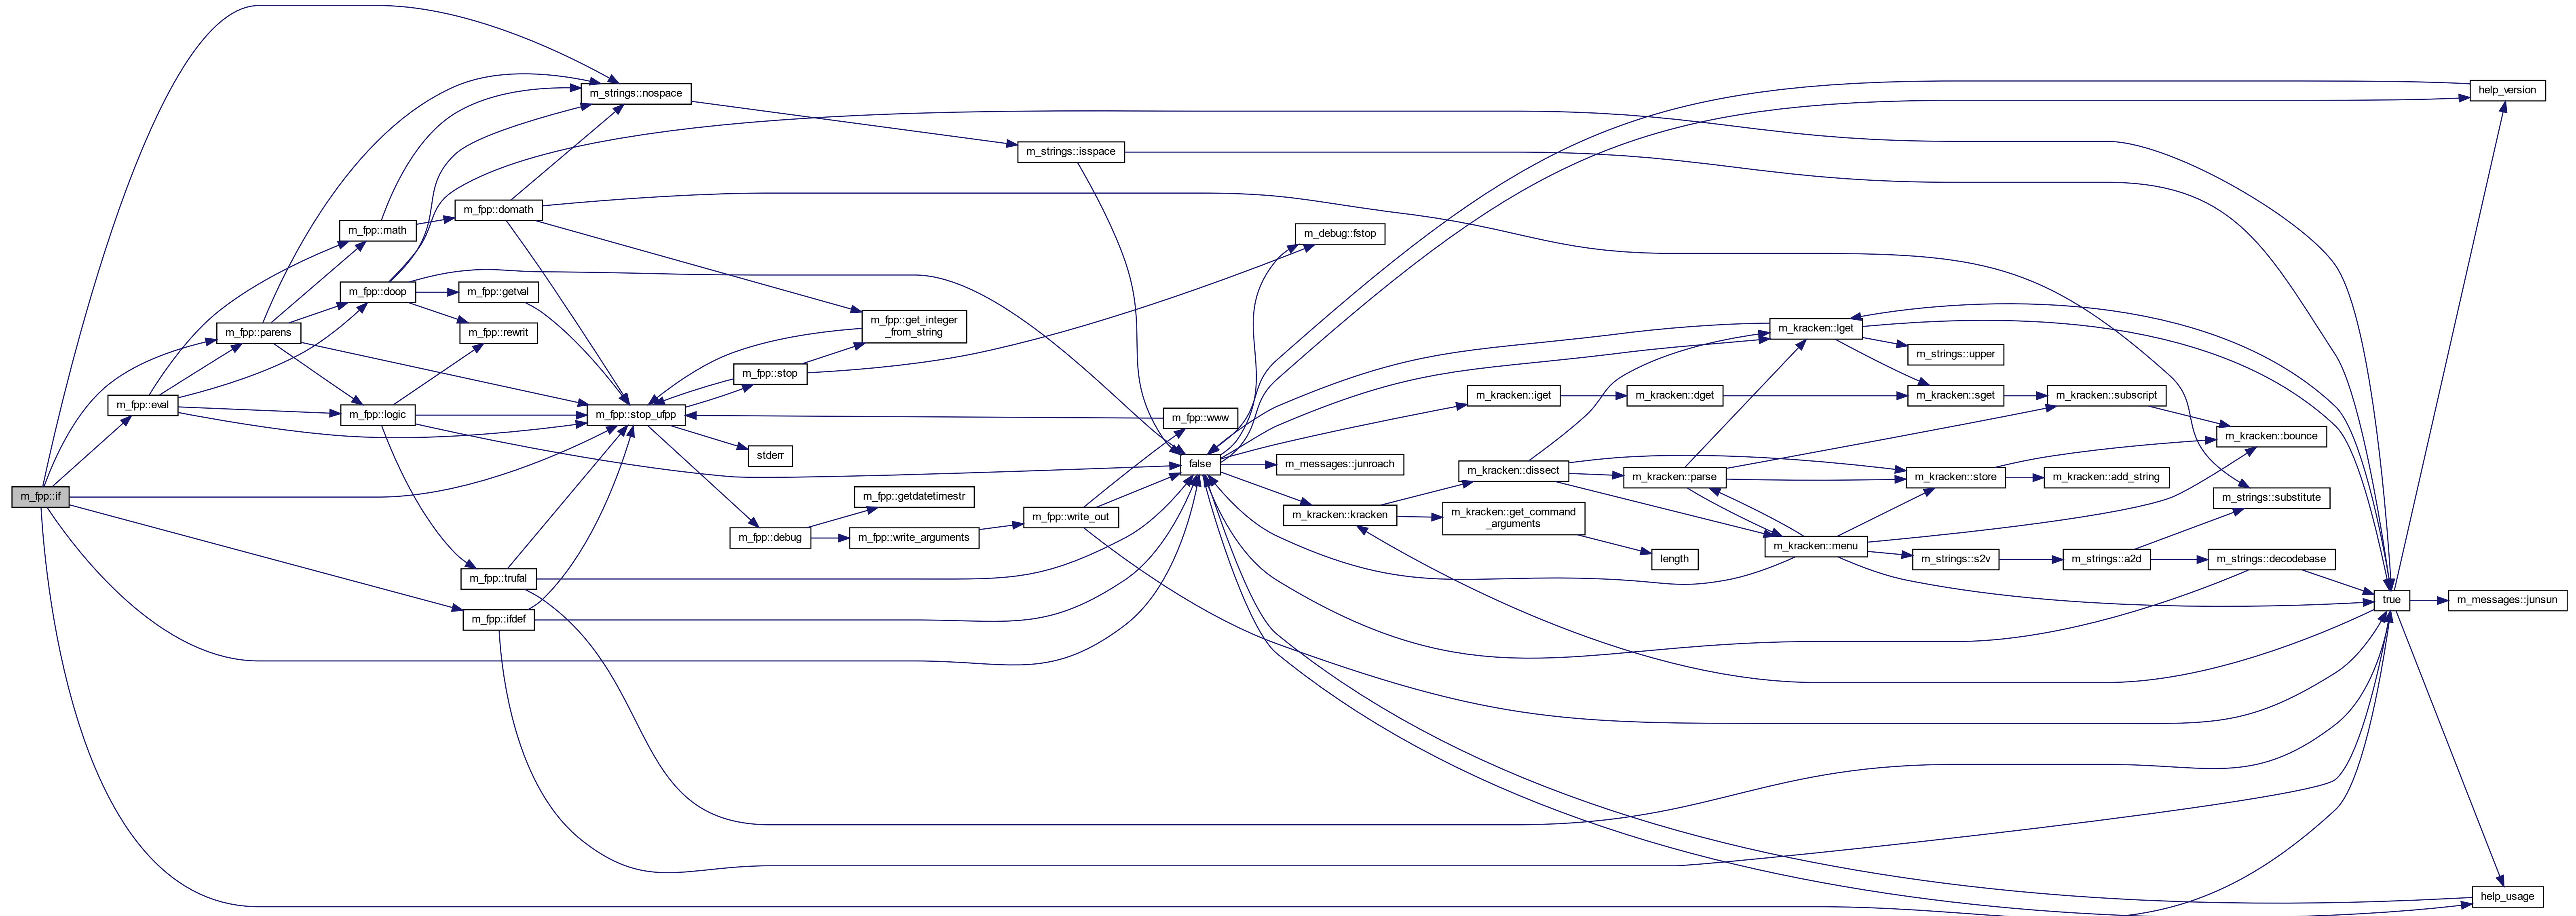 m_fpp::if
m_fpp::eval
m_fpp::parens
m_fpp::math
m_fpp::doop
m_fpp::logic
m_fpp::domath
m_fpp::getval
m_fpp::rewrit
m_fpp::trufal
m_fpp::ifdef
m_strings::nospace
m_fpp::stop_ufpp
m_fpp::stop
stderr
m_fpp::debug
m_fpp::get_integer
_from_string
m_fpp::getdatetimestr
m_fpp::write_arguments
m_strings::isspace
m_fpp::write_out
m_fpp::www
false
m_debug::fstop
m_messages::junroach
m_kracken::kracken
m_kracken::iget
m_kracken::dissect
m_kracken::get_command
_arguments
m_kracken::dget
m_kracken::parse
length
m_kracken::lget
m_kracken::menu
m_strings::upper
m_kracken::sget
m_kracken::store
m_strings::s2v
m_kracken::subscript
m_kracken::add_string
m_strings::a2d
m_kracken::bounce
m_strings::substitute
m_strings::decodebase
true
help_version
m_messages::junsun
help_usage